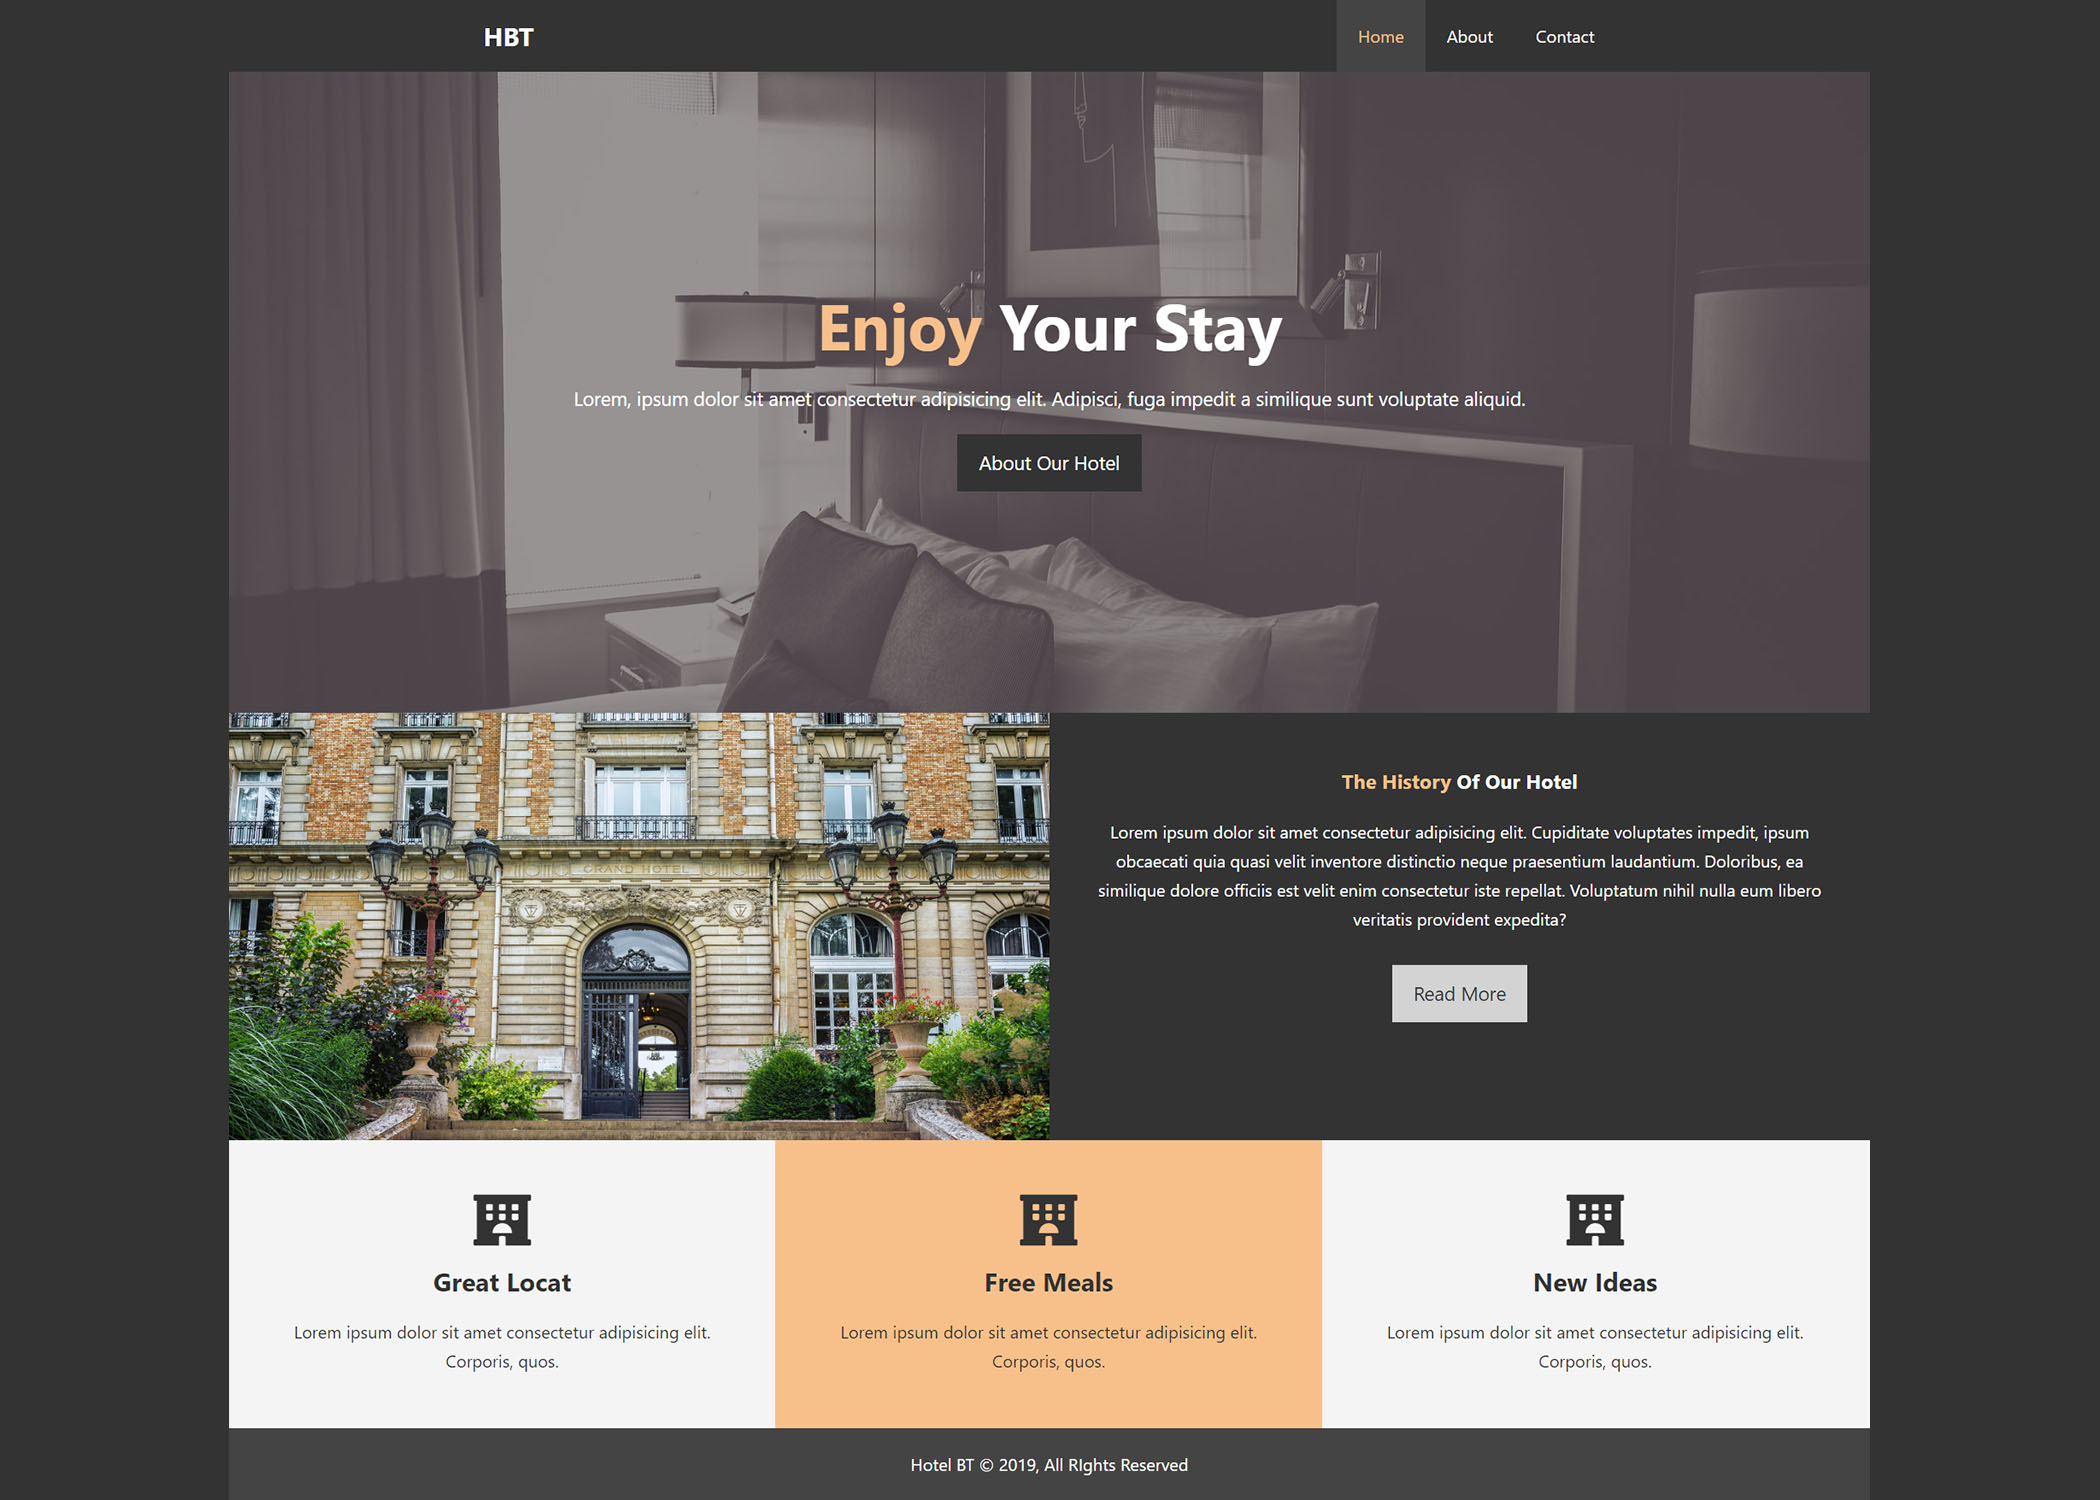 HBT
Home About Contact
Enjoy Your Stay
Lorem, ipsum dolor sit amet consectetur adipisicing elit. Adipisci, fuga impedit a similique sunt voluptate aliquid.
About Our Hotel
GRAND HOTEL
The History Of Our Hotel
Lorem ipsum dolor sit amet consectetur adipisicing elit. Cupiditate voluptates impedit, ipsum
obcaecati quia quasi velit inventore distinctio neque praesentium laudantium. Doloribus, ea
similique dolore officiis est velit enim consectetur iste repellat. Voluptatum nihil nulla eum libero
veritatis provident expedita?
Read More
Great Locat
Lorem ipsum dolor sit amet consectetur adipisicing elit.
Corporis, quos.
Free Meals
Lorem ipsum dolor sit amet consectetur adipisicing elit.
Corporis, quos.
New Ideas
Lorem ipsum dolor sit amet consectetur adipisicing elit.
Corporis, quos.
Hotel BT © 2019, All RIghts Reserved